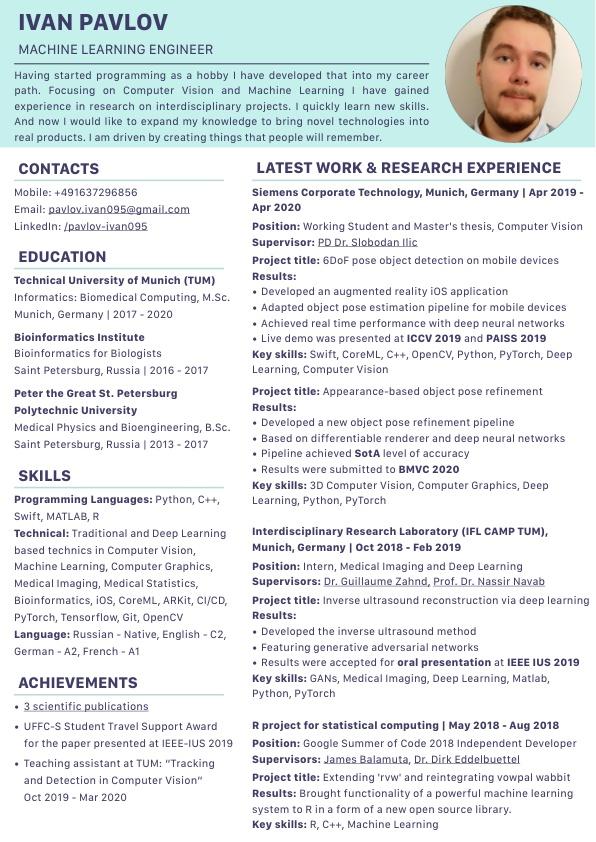 IVAN PAVLOV
MACHINE LEARNING ENGINEER
Having started programming as a hobby I have developed that into my career
path. Focusing on Computer Vision and Machine Learning I have gained
experience in research on interdisciplinary projects. I quickly learn new skills.
And now I would like to expand my knowledge to bring novel technologies into
real products. I am driven by creating things that people will remember.
CONTACTS
Mobile: +491637296856
Email: pavlov.ivan095@gmail.com
LinkedIn: /pavlov-ivan095
EDUCATION
Technical University of Munich (TUM)
Informatics: Biomedical Computing, M.Sc.
Munich, Germany | 2017 - 2020
Bioinformatics Institute
Bioinformatics for Biologists
Saint Petersburg, Russia | 2016 - 2017
Peter the Great St. Petersburg
Polytechnic University
Medical Physics and Bioengineering, B.Sc.
Saint Petersburg, Russia | 2013 - 2017
SKILLS
Programming Languages: Python, C++,
Swift, MATLAB, R
Technical: Traditional and Deep Learning
based technics in Computer Vision,
Machine Learning, Computer Graphics,
Medical Imaging, Medical Statistics,
Bioinformatics, iOS, CoreML, ARKit, CI/CD,
PyTorch, Tensorflow, Git, OpenCV
Language: Russian - Native, English - C2,
German - A2, French - A1
ACHIEVEMENTS
• 3 scientific publications
• UFFC-S Student Travel Support Award
for the paper presented at IEEE-IUS 2019
• Teaching assistant at TUM: “Tracking
and Detection in Computer Vision”
Oct 2019 - Mar 2020
LATEST WORK & RESEARCH EXPERIENCE
Siemens Corporate Technology, Munich, Germany | Apr 2019 -
Apr 2020
Position: Working Student and Master's thesis, Computer Vision
Supervisor: PD Dr. Slobodan Ilic
Project title: 6DoF pose object detection on mobile devices
Results:
• Developed an augmented reality iOS application
• Adapted object pose estimation pipeline for mobile devices
• Achieved real time performance with deep neural networks
• Live demo was presented at ICCV 2019 and PAISS 2019
Key skills: Swift, CoreML, C++, OpenCV, Python, PyTorch, Deep
Learning, Computer Vision
Project title: Appearance-based object pose refinement
Results:
• Developed a new object pose refinement pipeline
• Based on differentiable renderer and deep neural networks
• Pipeline achieved SotA level of accuracy
• Results were submitted to BMVC 2020
Key skills: 3D Computer Vision, Computer Graphics, Deep
Learning, Python, PyTorch
Interdisciplinary Research Laboratory (IFL CAMP TUM),
Munich, Germany | Oct 2018 - Feb 2019
Position: Intern, Medical Imaging and Deep Learning
Supervisors: Dr. Guillaume Zahnd, Prof. Dr. Nassir Navab
Project title: Inverse ultrasound reconstruction via deep learning
Results:
• Developed the inverse ultrasound method
• Featuring generative adversarial networks
• Results were accepted for oral presentation at IEEE IUS 2019
Key skills: GANs, Medical Imaging, Deep Learning, Matlab,
Python, PyTorch
R project for statistical computing | May 2018 - Aug 2018
Position: Google Summer of Code 2018 Independent Developer
Supervisors: James Balamuta, Dr. Dirk Eddelbuettel
Project title: Extending 'rvw' and reintegrating vowpal wabbit
Results: Brought functionality of a powerful machine learning
system to R in a form of a new open source library.
Key skills: R, C++, Machine Learning